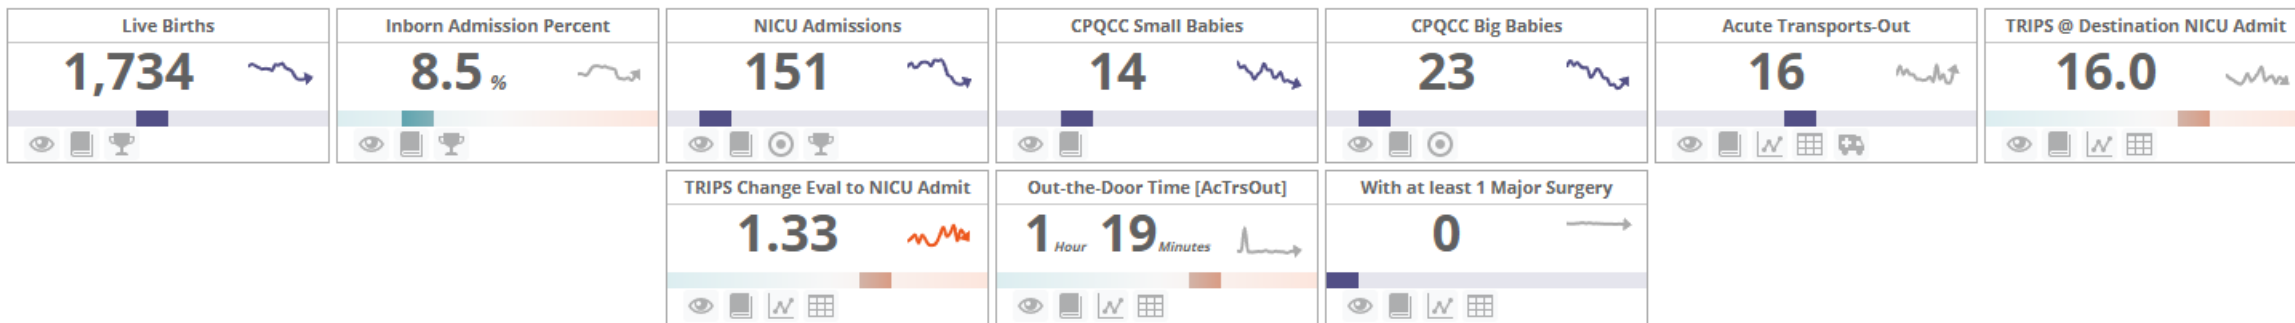 Live Births
1,734
Inborn Admission Percent
8.5 %
NICU Admissions
151
CPQCC Small Babies
14
CPQCC Big Babies
23
Acute Transports-Out
16
TRIPS @ Destination NICU Admit
16.0
TRIPS Change Eval to NICU Admit
1.33
Out-the-Door Time [AcTrsOut]
1 Hour 19 Minutes
With at least 1 Major Surgery
0